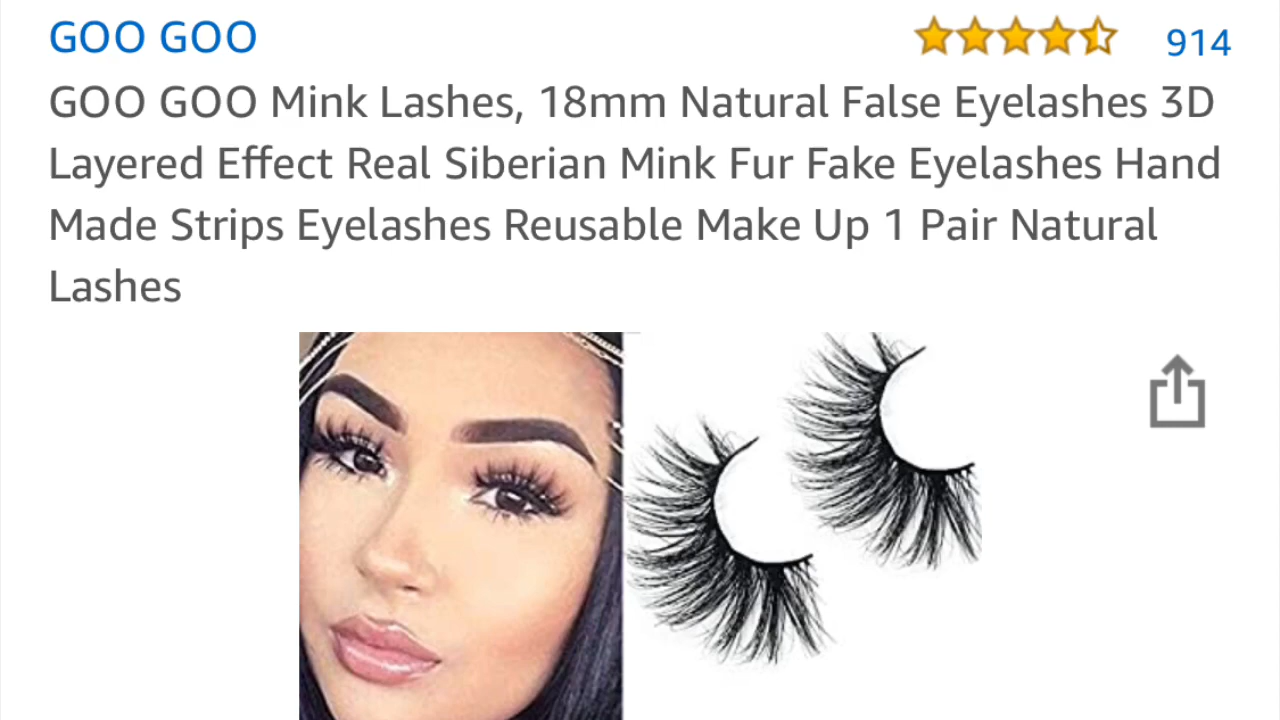 GOO GOO 914
GOO GOO Mink Lashes, 18mm Natural False Eyelashes 3D
Layered Effect Real Siberian Mink Fur Fake Eyelashes Hand
Made Strips Eyelashes Reusable Make Up 1 Pair Natural
Lashes